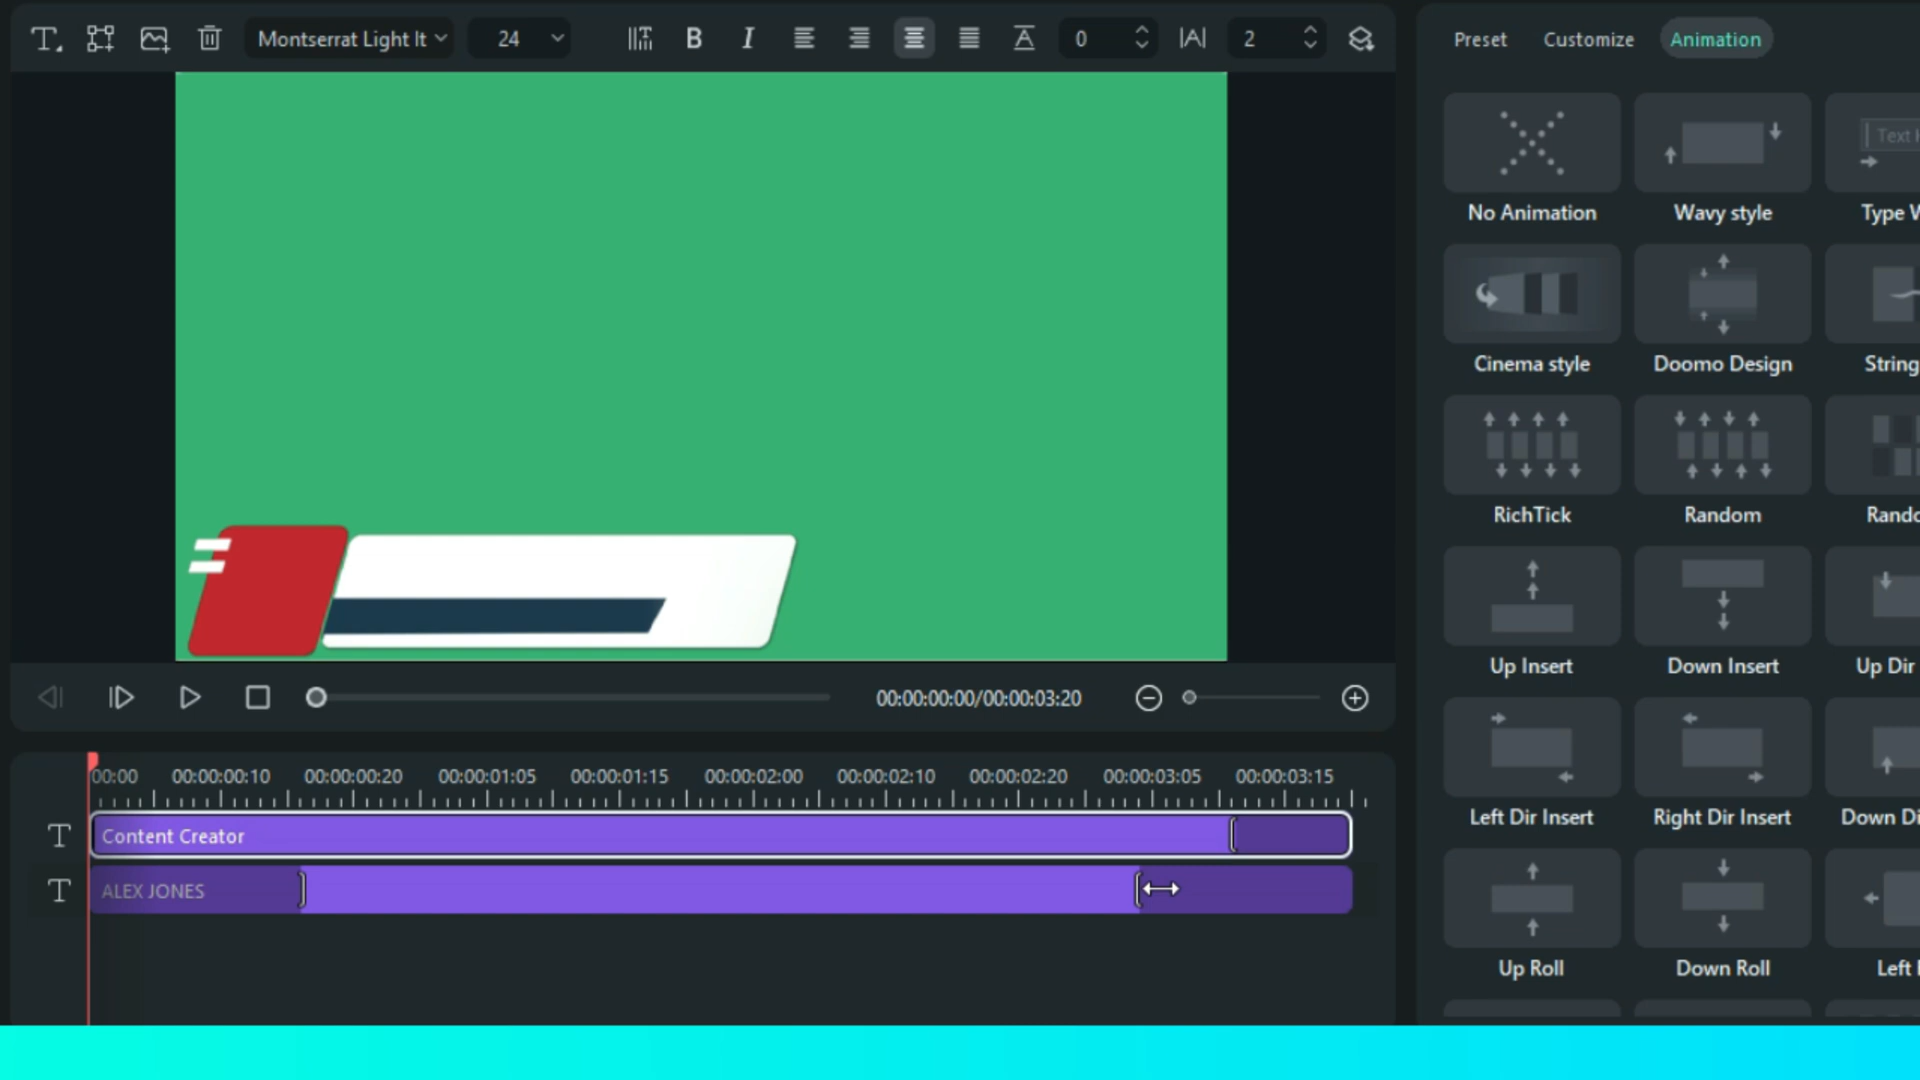 Montserrat Light It
24
B
I
0
2
Preset
Customize
Animation
No Animation
Wavy style
Type
Cinema style
Doomo Design
String
RichTick
Random
Up Insert
Down Insert
Up Dir
Left Dir Insert
Right Dir Insert
Up Roll
Down Roll
Left
00:00:00:00/00:00:03:20
00:00
00:00:00:10
00:00:00:20
00:00:01:05
00:00:01:15
00:00:02:00
00:00:02:10
00:00:02:20
00:00:03:05
00:00:03:15
T
Content Creator
T
ALEX JONES